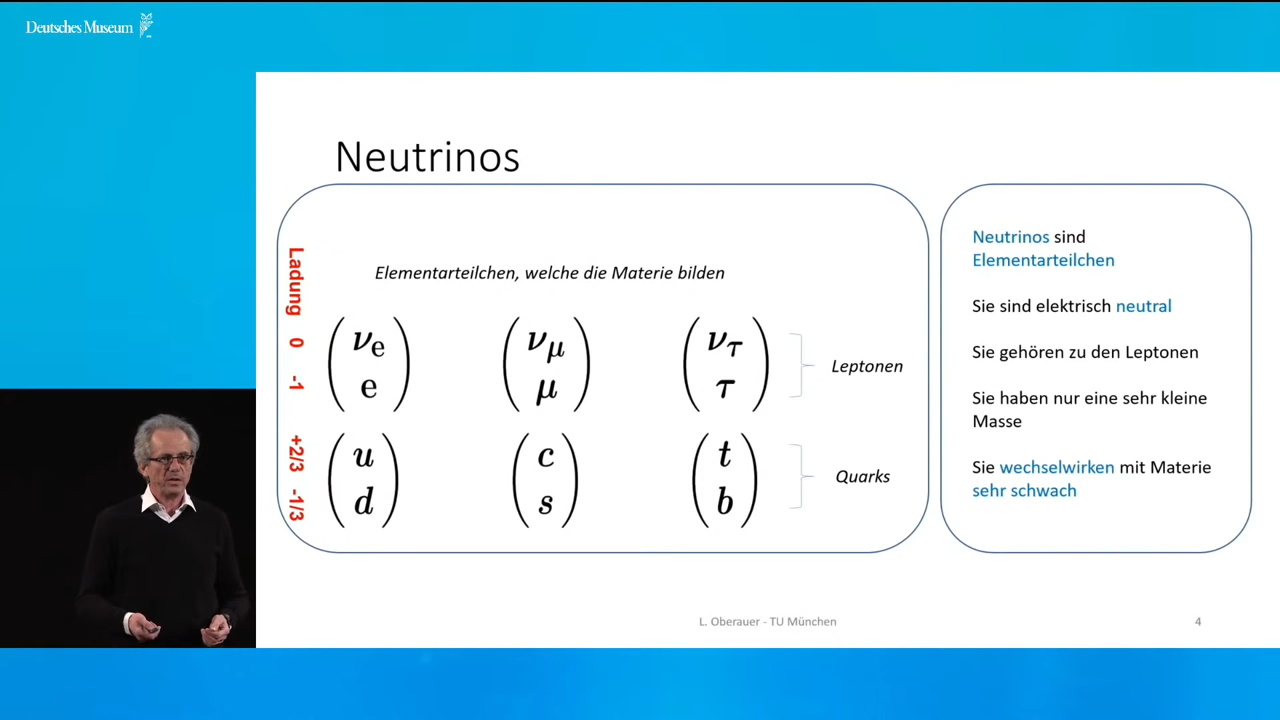 Deutsches Museum
Neutrinos
Ladung
0
-1
+2/3
-1/3
Elementarteilchen, welche die Materie bilden
νe νμ ντ
e μ τ
Leptonen
u c t
d s b
Quarks
Neutrinos sind
Elementarteilchen
Sie sind elektrisch neutral
Sie gehören zu den Leptonen
Sie haben nur eine sehr kleine
Masse
Sie wechselwirken mit Materie
sehr schwach
L. Oberauer - TU München
4